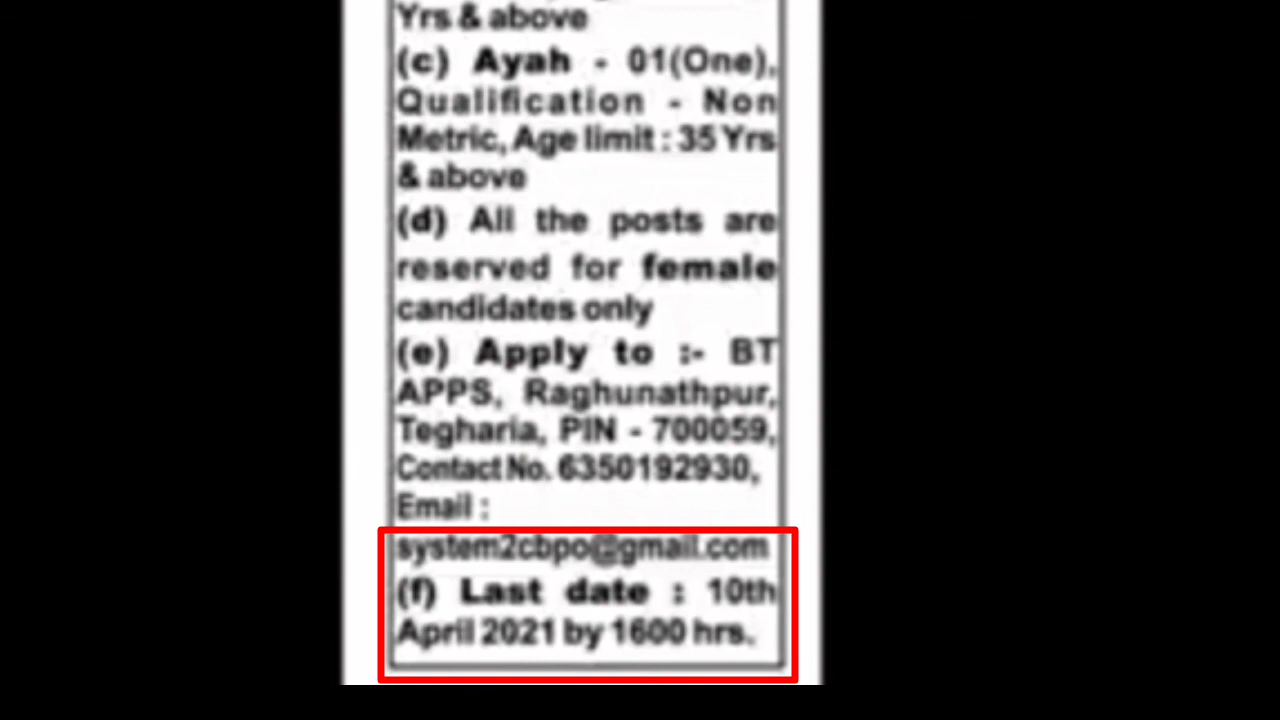 Yrs & above
(c) Ayah - 01(One),
Qualification - Non
Metric, Age limit : 35 Yrs
& above
(d) All the posts are
reserved for female
candidates only
(e) Apply to :- BT
APPS, Raghunathpur,
Tegharia, PIN - 700059,
Contact No. 6350192930,
Email :
system2cbpo@gmail.com
(f) Last date : 10th
April 2021 by 1600 hrs.